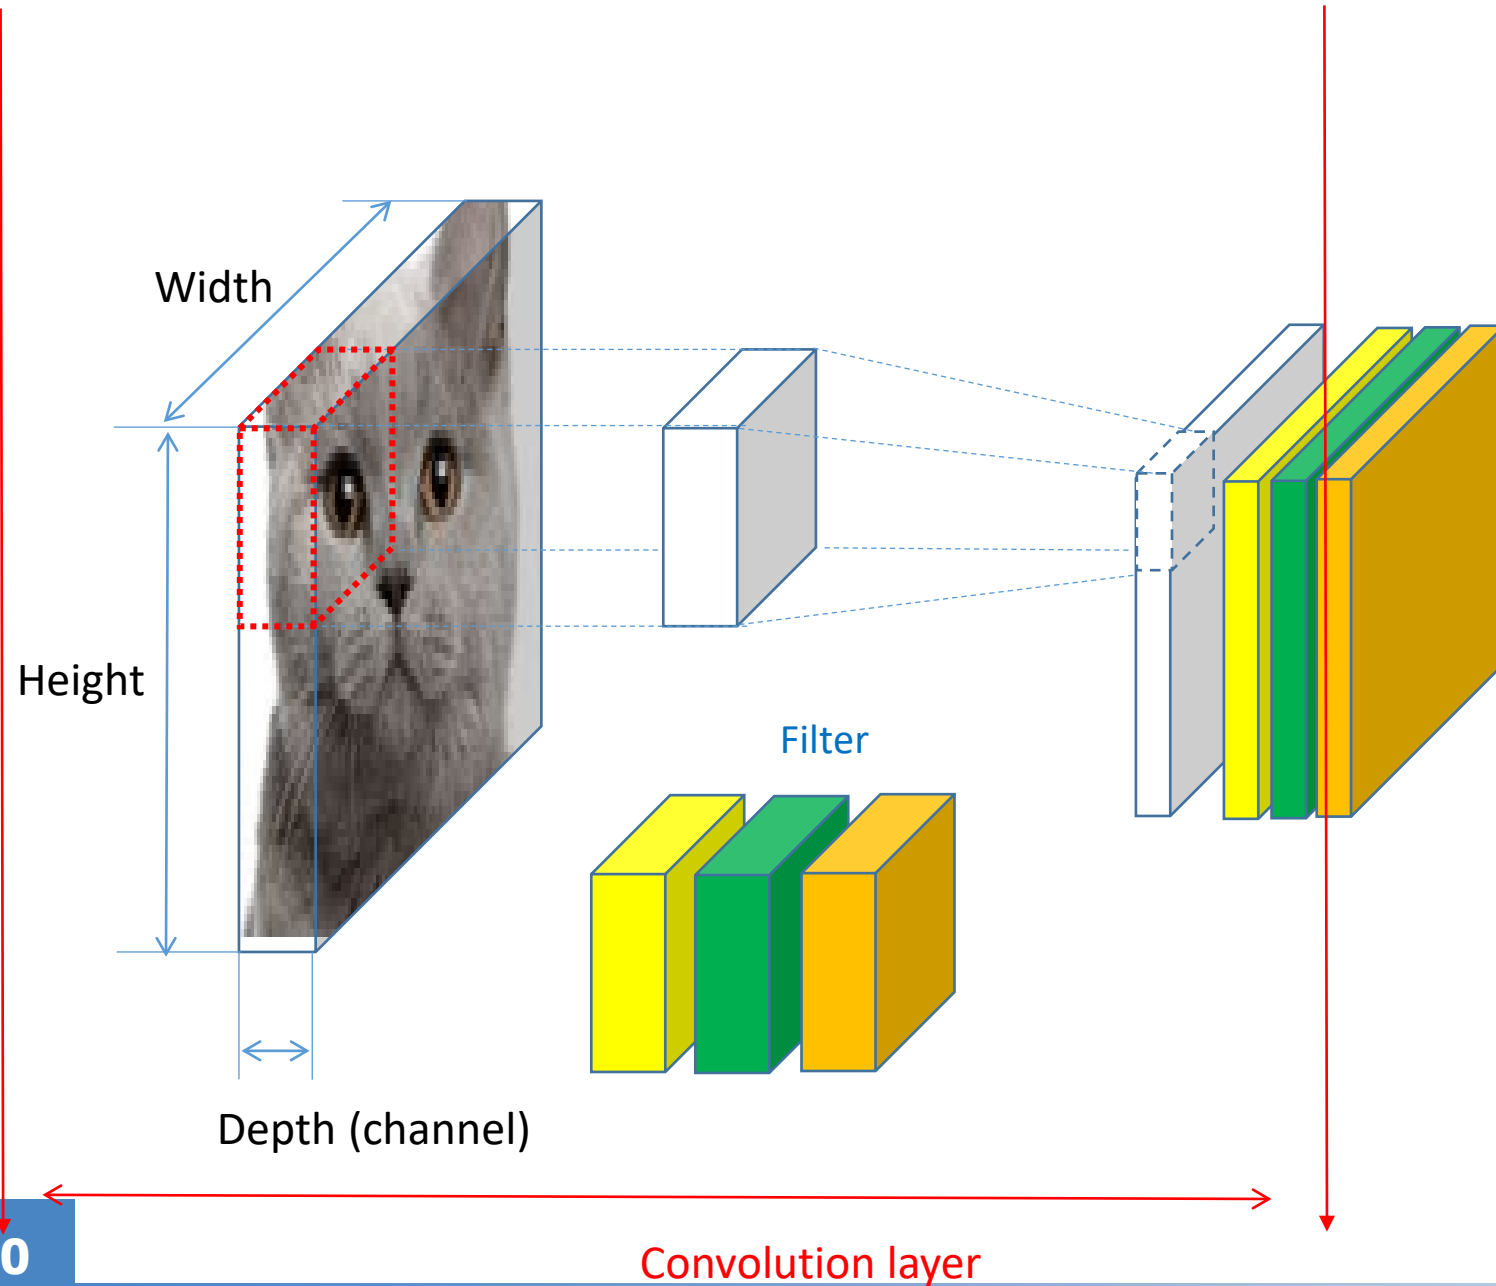 Width
Height
Filter
Depth (channel)
Convolution layer
0